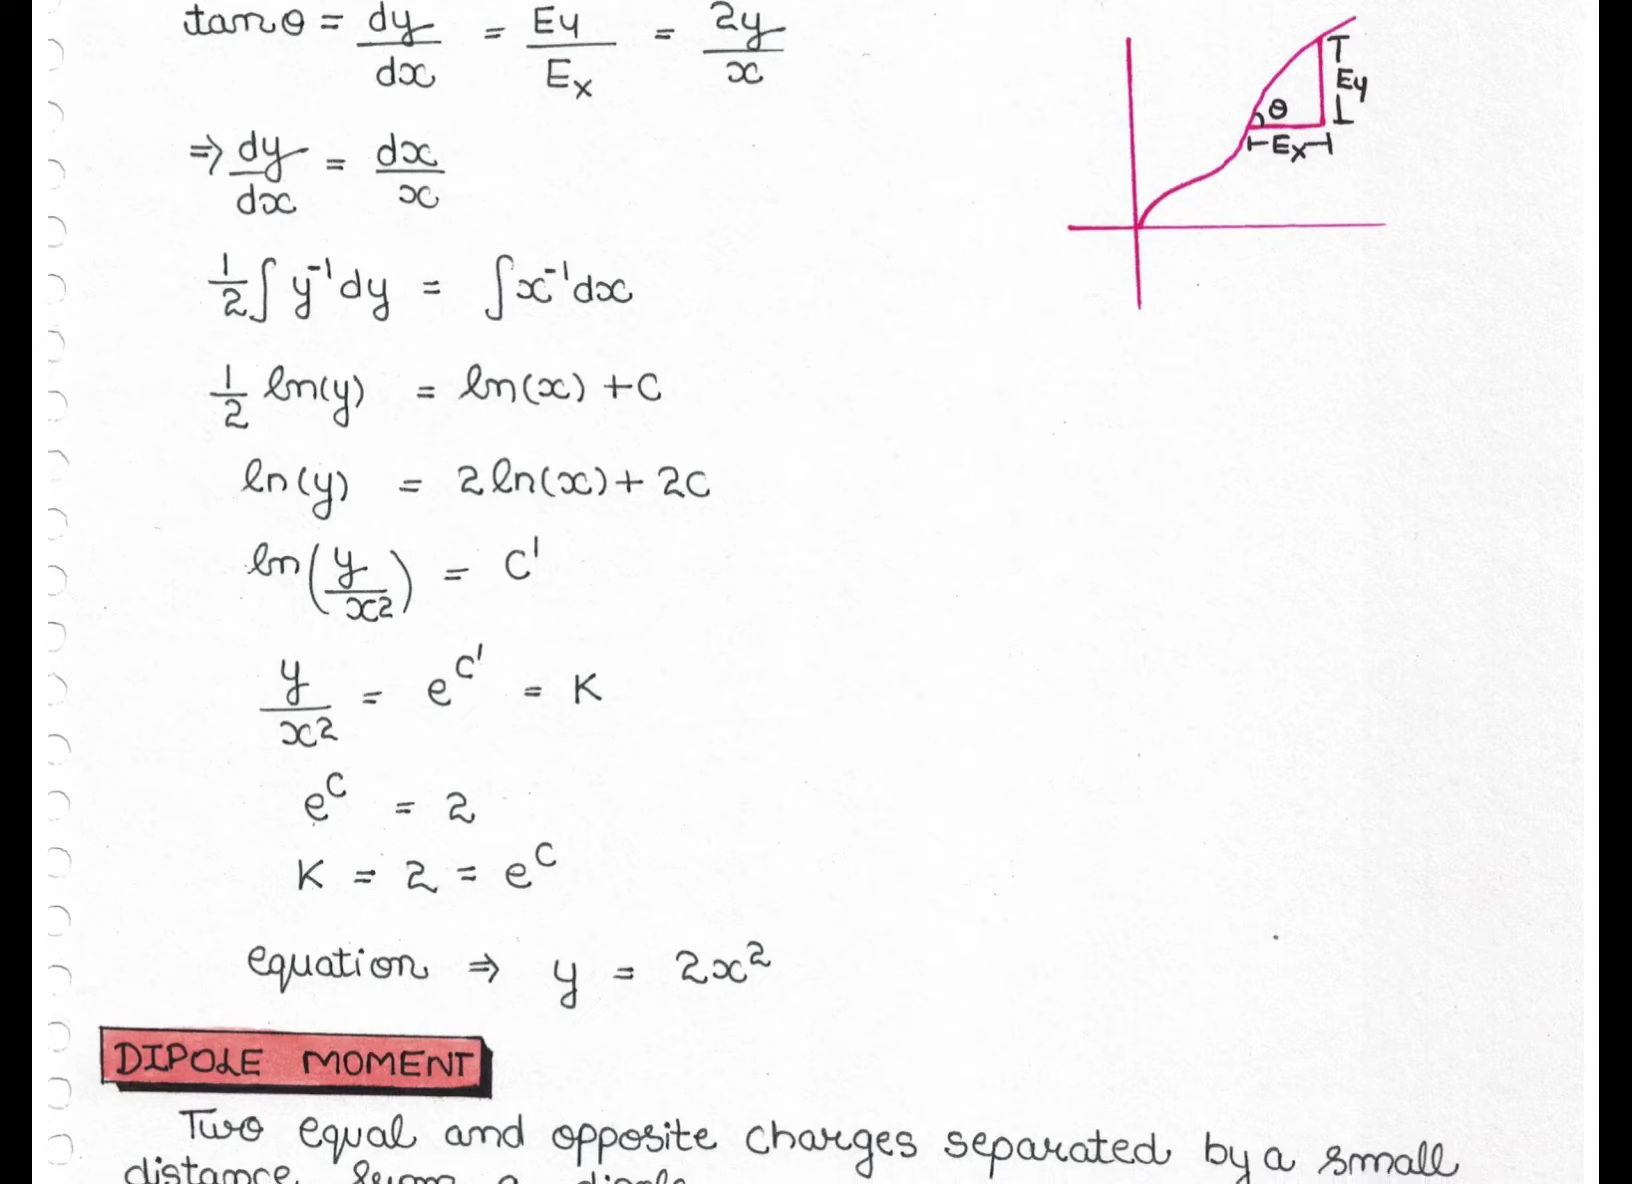 tanθ = dy/dx = Ey/Ex = 2y/x
T
Ey
⊥
θ
⊢Ex⊣
⇒ dy/dx = dx/x
1/2 ∫ y⁻¹dy = ∫x⁻¹dx
1/2 ln(y) = ln(x) + C
ln(y) = 2ln(x) + 2C
ln(y/x²) = C'
y/x² = e^C' = K
e^C = 2
K = 2 = e^C
equation ⇒ y = 2x²
DIPOLE MOMENT
Two equal and opposite charges separated by a small
distance a